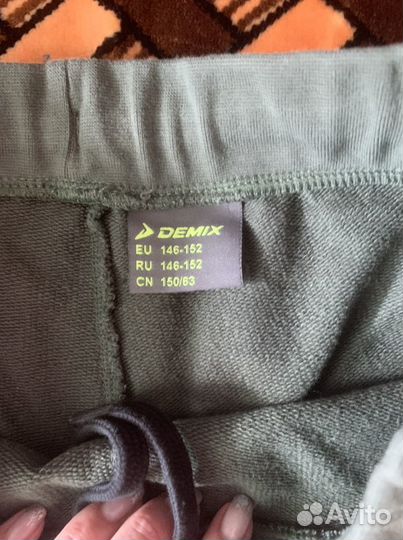 DEMIX
EU 146-152
RU 146-152
CN 150/63
Avito